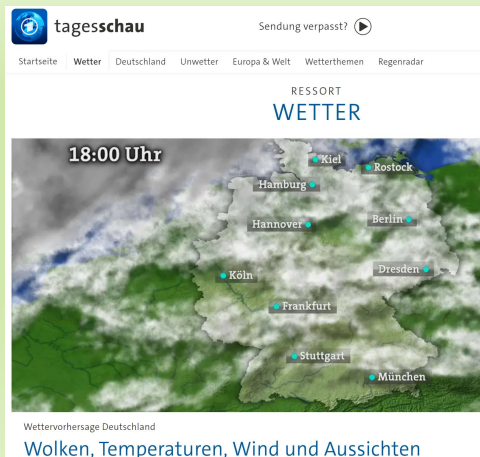 tagesschau
Sendung verpasst?
Startseite Wetter Deutschland Unwetter Europa & Welt Wetterthemen Regenradar
RESSORT
WETTER
18:00 Uhr
Kiel
Rostock
Hamburg
Hannover
Berlin
Köln
Dresden
Frankfurt
Stuttgart
München
Wettervorhersage Deutschland
Wolken, Temperaturen, Wind und Aussichten